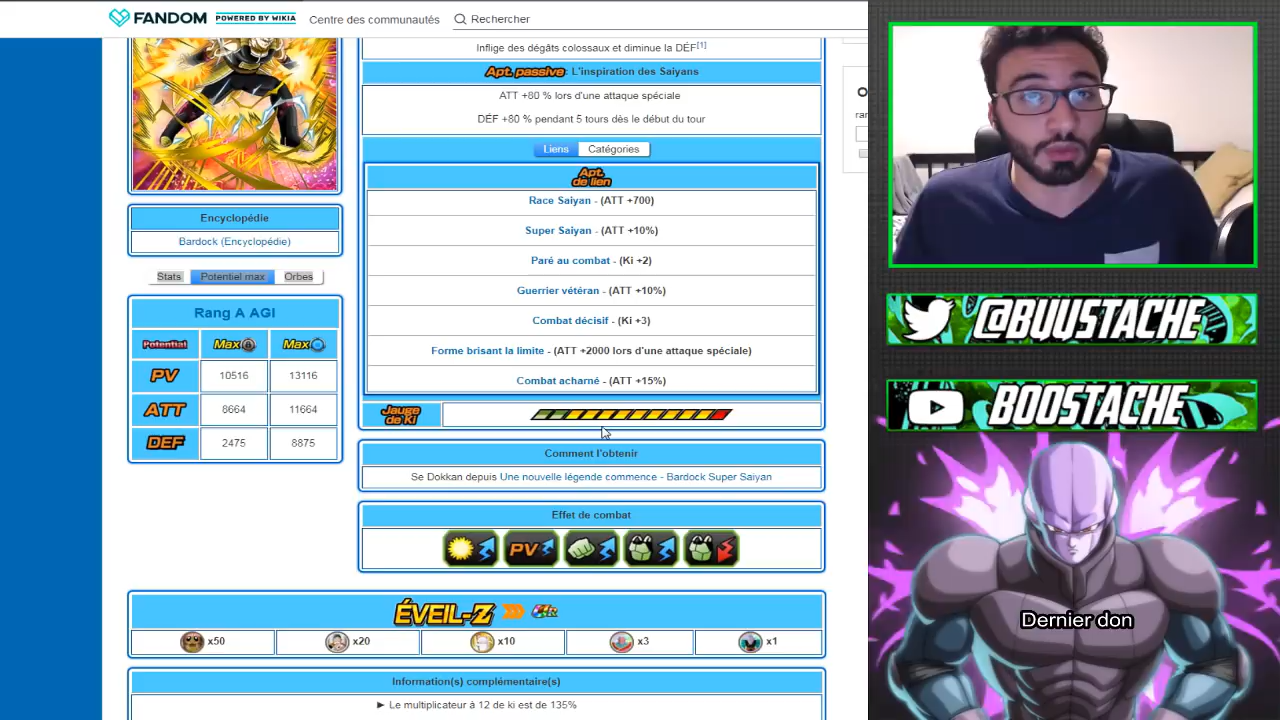 FANDOM POWERED BY WIKIA Centre des communautés Rechercher
Inflige des dégâts colossaux et diminue la DÉF[1]
Apt. passive: L'inspiration des Saiyans
ATT +80 % lors d'une attaque spéciale
DÉF +80 % pendant 5 tours dès le début du tour
Liens Catégories
Apt. de lien
Race Saiyan - (ATT +700)
Super Saiyan - (ATT +10%)
Paré au combat - (Ki +2)
Guerrier vétéran - (ATT +10%)
Combat décisif - (Ki +3)
Forme brisant la limite - (ATT +2000 lors d'une attaque spéciale)
Combat acharné - (ATT +15%)
Jauge de Ki
Comment l'obtenir
Se Dokkan depuis Une nouvelle légende commence - Bardock Super Saiyan
Effet de combat
PV
Encyclopédie
Bardock (Encyclopédie)
Stats Potentiel max Orbes
Rang A AGI
Potential Max Max
PV 10516 13116
ATT 8664 11664
DEF 2475 8875
ÉVEIL-Z
x50 x20 x10 x3 x1
Information(s) complémentaire(s)
► Le multiplicateur à 12 de ki est de 135%
@BUUSTACHE
BOOSTACHE
Dernier don